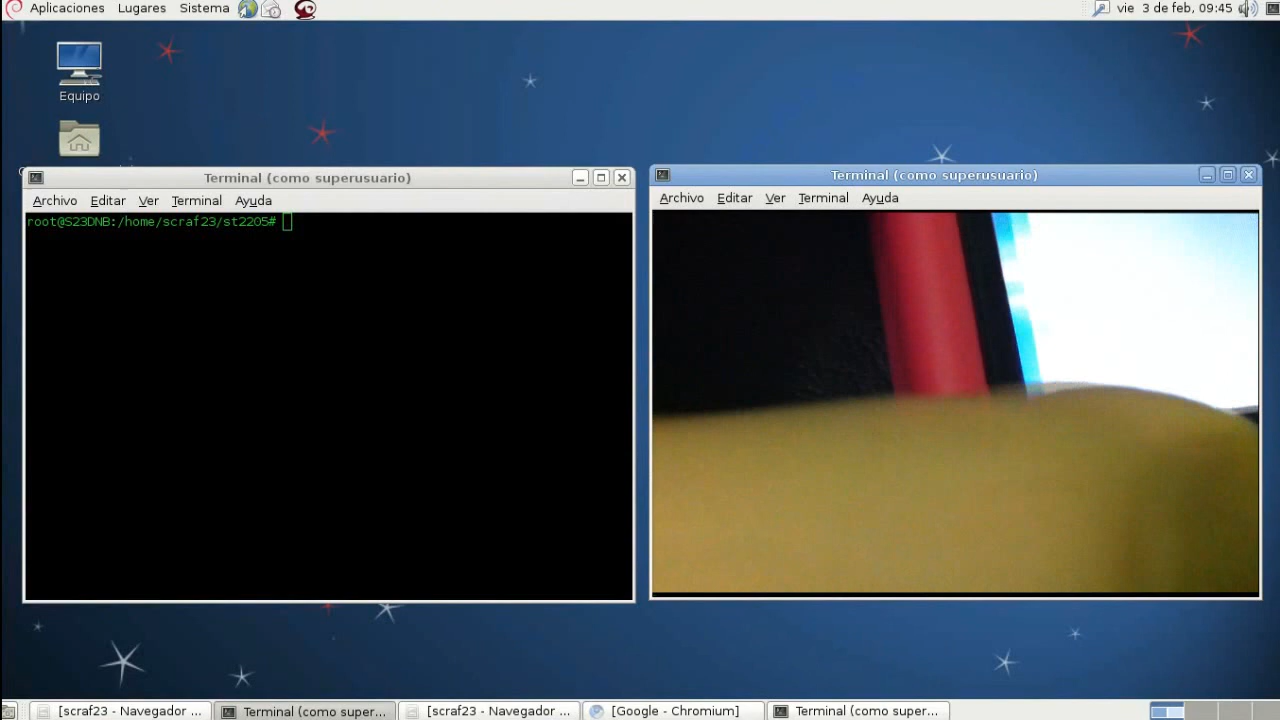 Aplicaciones Lugares Sistema vie 3 de feb, 09:45
Equipo
Terminal (como superusuario)
Archivo Editar Ver Terminal Ayuda
root@S23DNB:/home/scraf23/st2205#
Terminal (como superusuario)
Archivo Editar Ver Terminal Ayuda
[scraf23 - Navegador ... Terminal (como super... [scraf23 - Navegador ... [Google - Chromium] Terminal (como super...